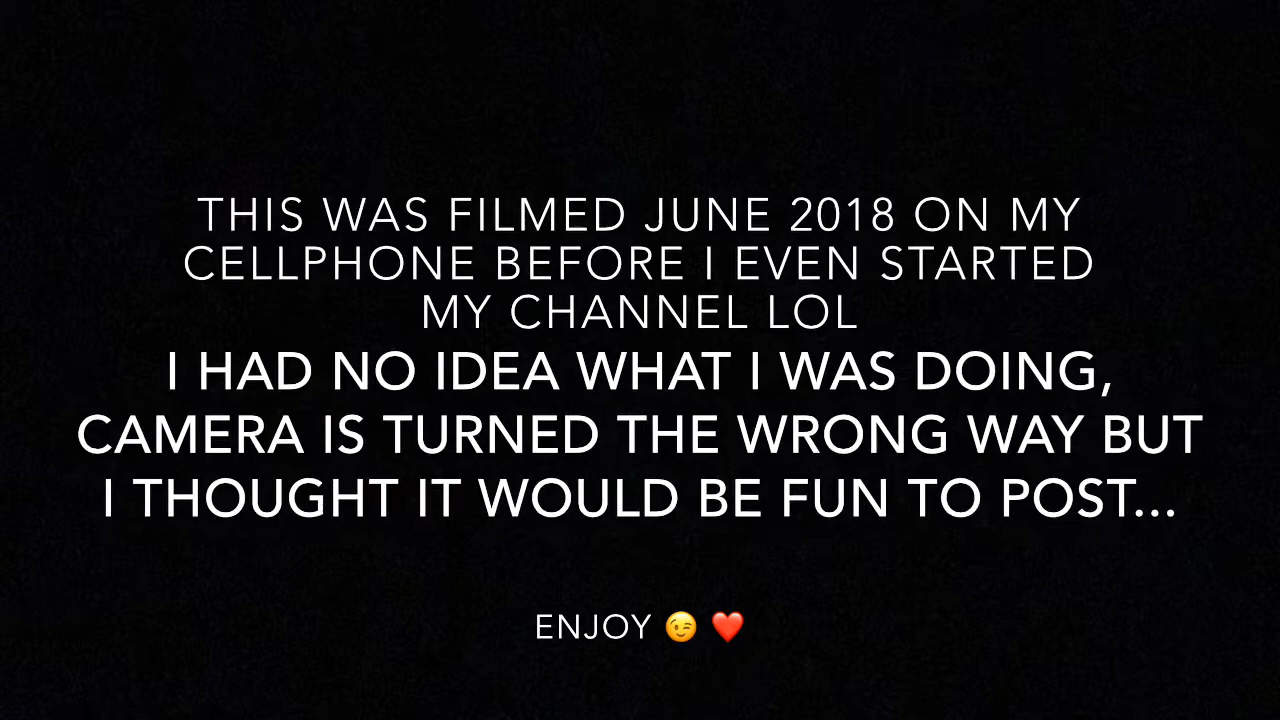 THIS WAS FILMED JUNE 2018 ON MY
CELLPHONE BEFORE I EVEN STARTED
MY CHANNEL LOL
I HAD NO IDEA WHAT I WAS DOING,
CAMERA IS TURNED THE WRONG WAY BUT
I THOUGHT IT WOULD BE FUN TO POST...
ENJOY 😉 ❤️